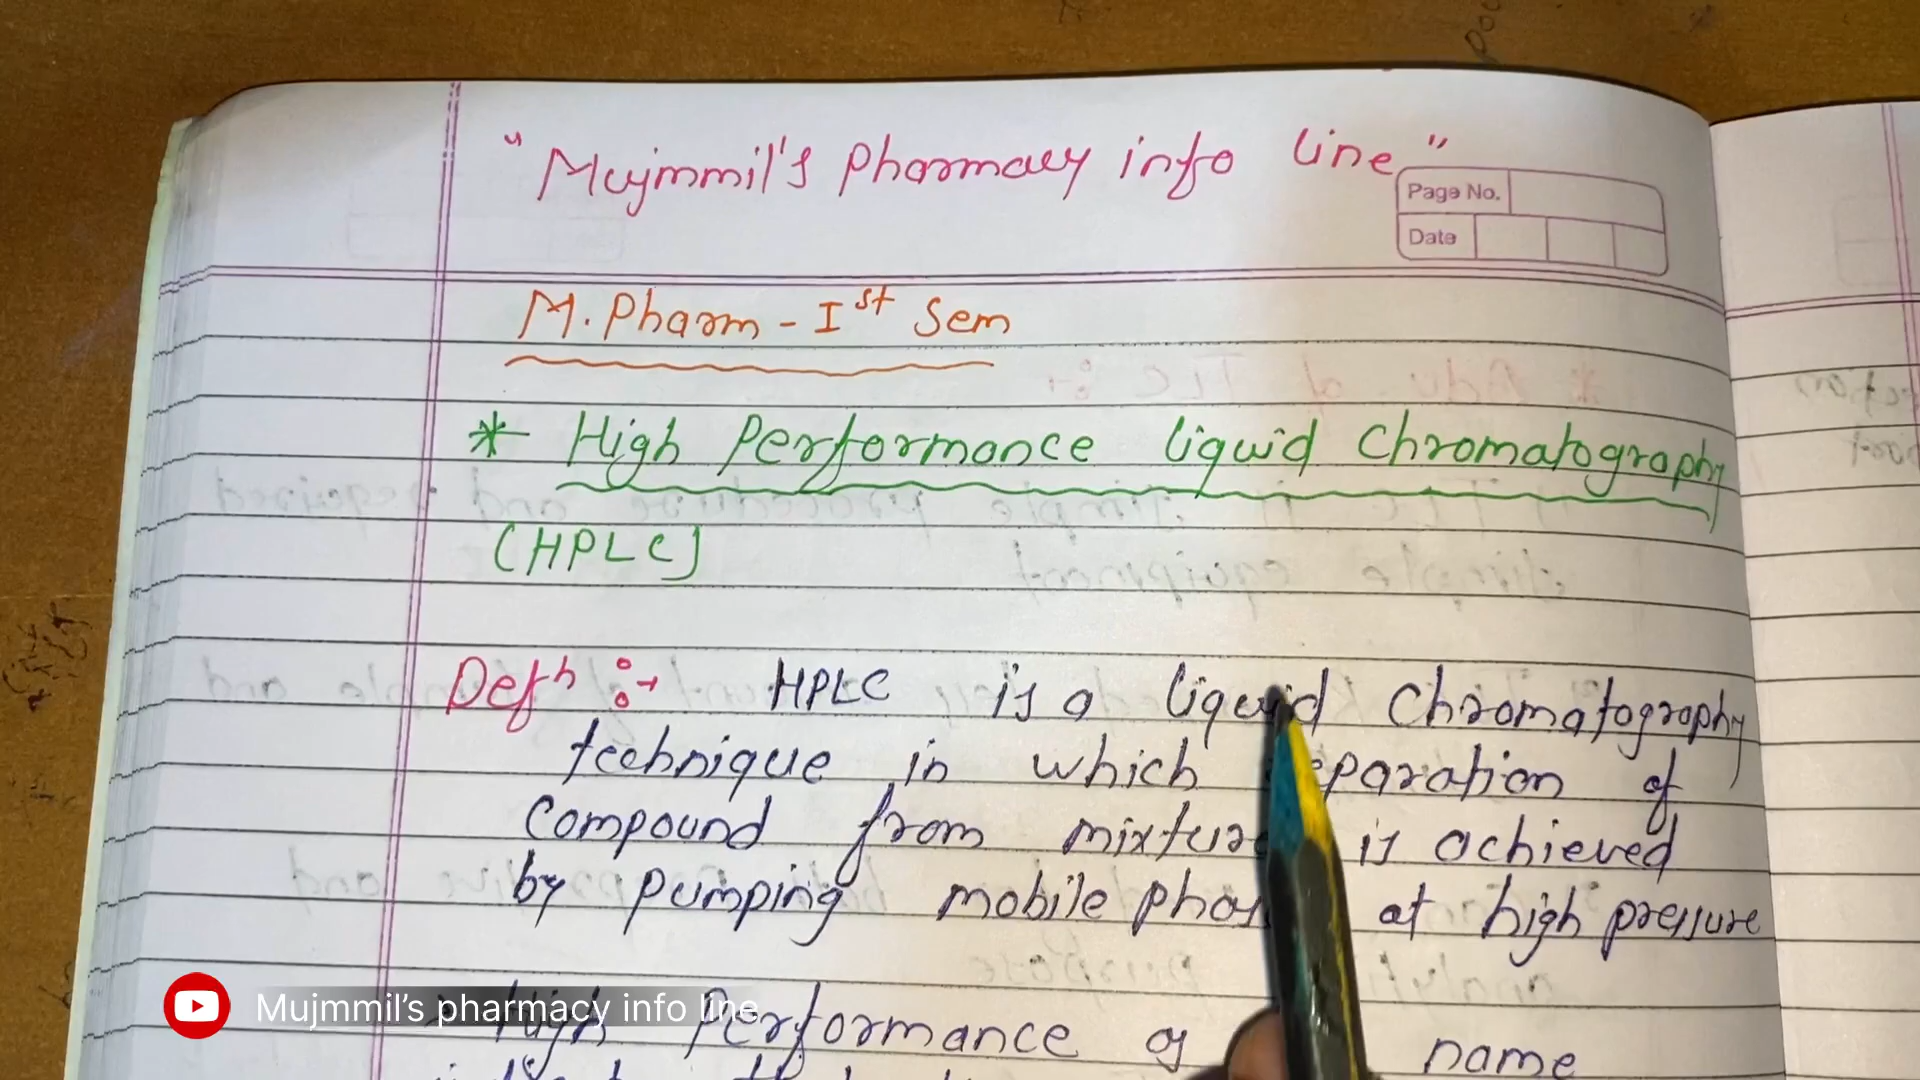 "Mujmmil's pharmacy info line"
Page No.
Date
M. Pharm - Ist Sem
* High Performance liquid Chromatography
(HPLC)
Defn :→ HPLC is a liquid Chromatography
technique in which separation of
compound from mixture is achieved
by pumping mobile phase at high pressure
Mujmmil's pharmacy info line
High Performance name